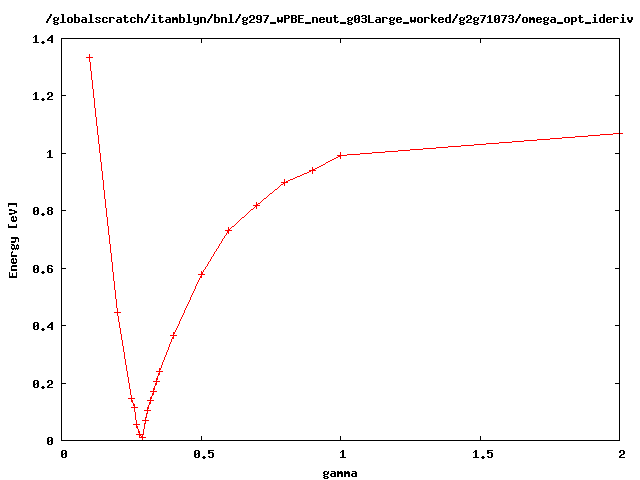 /globalscratch/itamblyn/bnl/g297_wPBE_neut_g03Large_worked/g2g71073/omega_opt_ideriv
1.4
1.2
1
0.8
0.6
0.4
0.2
0
Energy [eV]
0 0.5 1 1.5 2
gamma